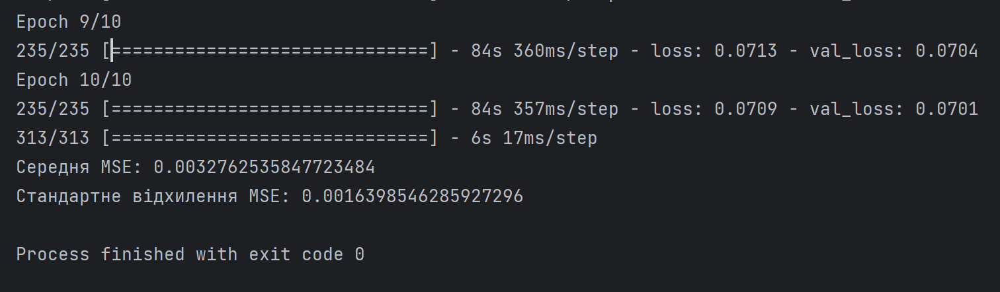 Epoch 9/10
235/235 [==============================] - 84s 360ms/step - loss: 0.0713 - val_loss: 0.0704
Epoch 10/10
235/235 [==============================] - 84s 357ms/step - loss: 0.0709 - val_loss: 0.0701
313/313 [==============================] - 6s 17ms/step
Середня MSE: 0.0032762535847723484
Стандартне відхилення MSE: 0.0016398546285927296
Process finished with exit code 0